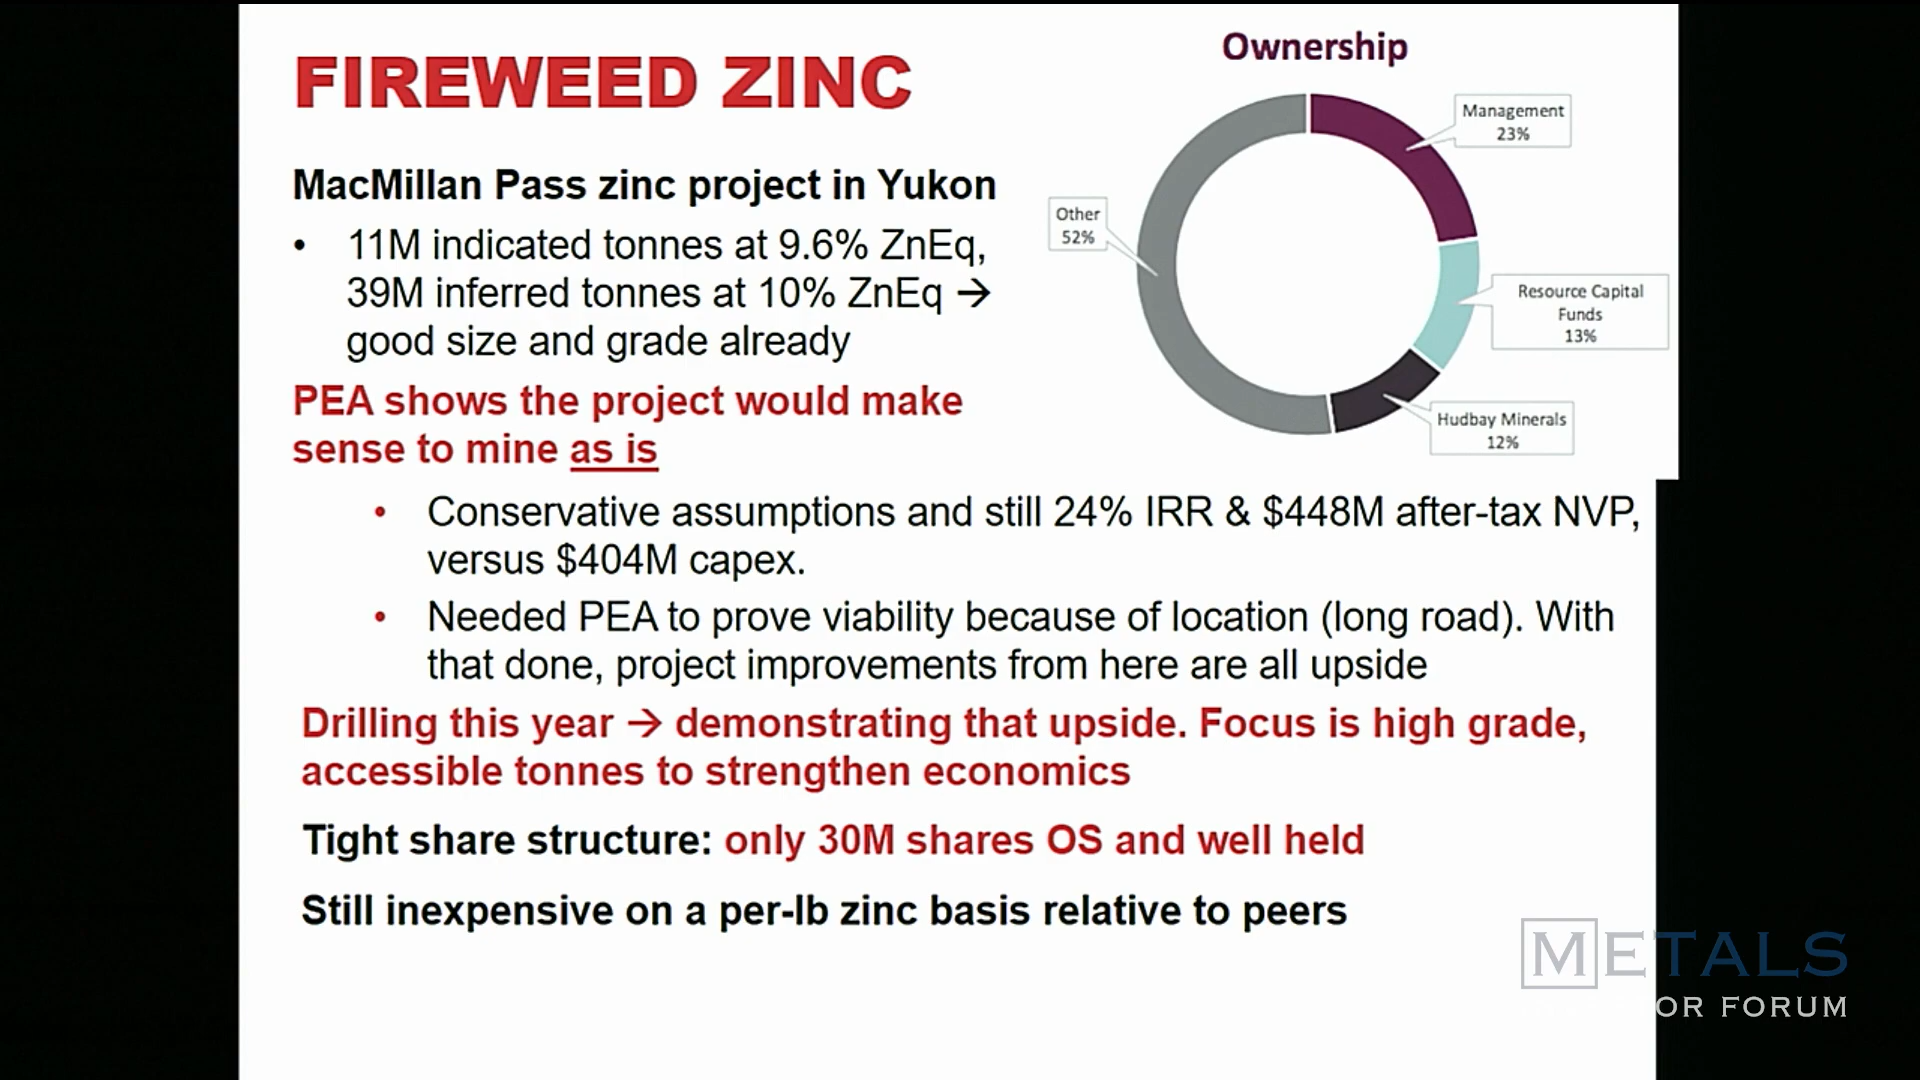 FIREWEED ZINC
MacMillan Pass zinc project in Yukon
• 11M indicated tonnes at 9.6% ZnEq,
39M inferred tonnes at 10% ZnEq →
good size and grade already
PEA shows the project would make
sense to mine as is
• Conservative assumptions and still 24% IRR & $448M after-tax NVP,
versus $404M capex.
• Needed PEA to prove viability because of location (long road). With
that done, project improvements from here are all upside
Drilling this year → demonstrating that upside. Focus is high grade,
accessible tonnes to strengthen economics
Tight share structure: only 30M shares OS and well held
Still inexpensive on a per-lb zinc basis relative to peers
Ownership
Management
23%
Resource Capital
Funds
13%
Hudbay Minerals
12%
Other
52%
METALS
FORUM